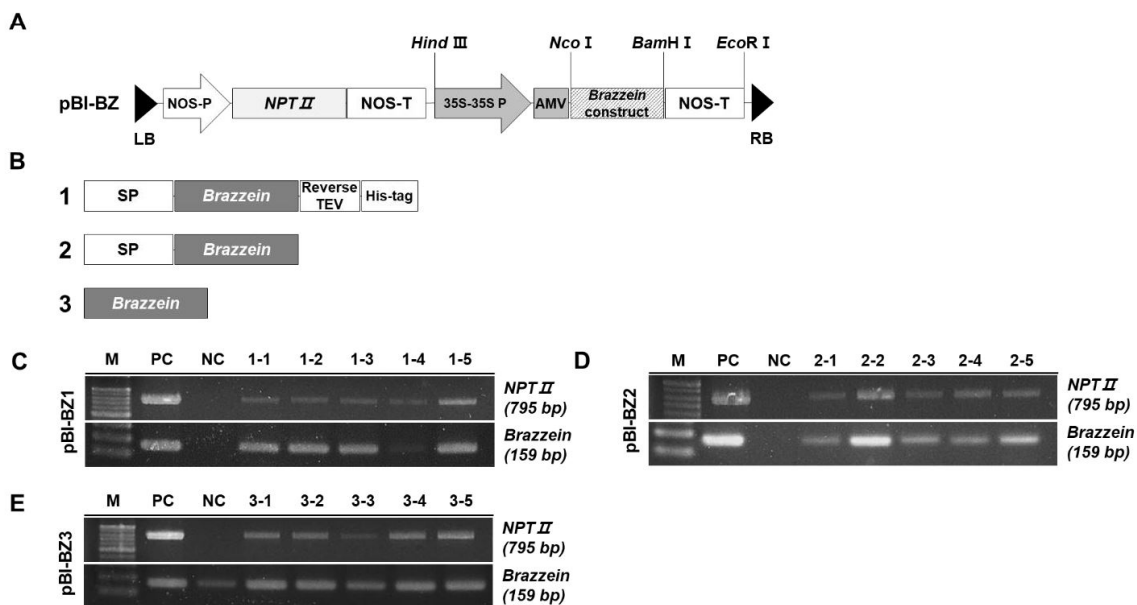 A
Hind III Nco I BamH I EcoR I
pBI-BZ NOS-P NPT II NOS-T 35S-35S P AMV Brazzein construct NOS-T
LB RB
B
1 SP Brazzein Reverse TEV His-tag
2 SP Brazzein
3 Brazzein
C
M PC NC 1-1 1-2 1-3 1-4 1-5
pBI-BZ1
NPT II
(795 bp)
Brazzein
(159 bp)
D
M PC NC 2-1 2-2 2-3 2-4 2-5
pBI-BZ2
NPT II
(795 bp)
Brazzein
(159 bp)
E
M PC NC 3-1 3-2 3-3 3-4 3-5
pBI-BZ3
NPT II
(795 bp)
Brazzein
(159 bp)